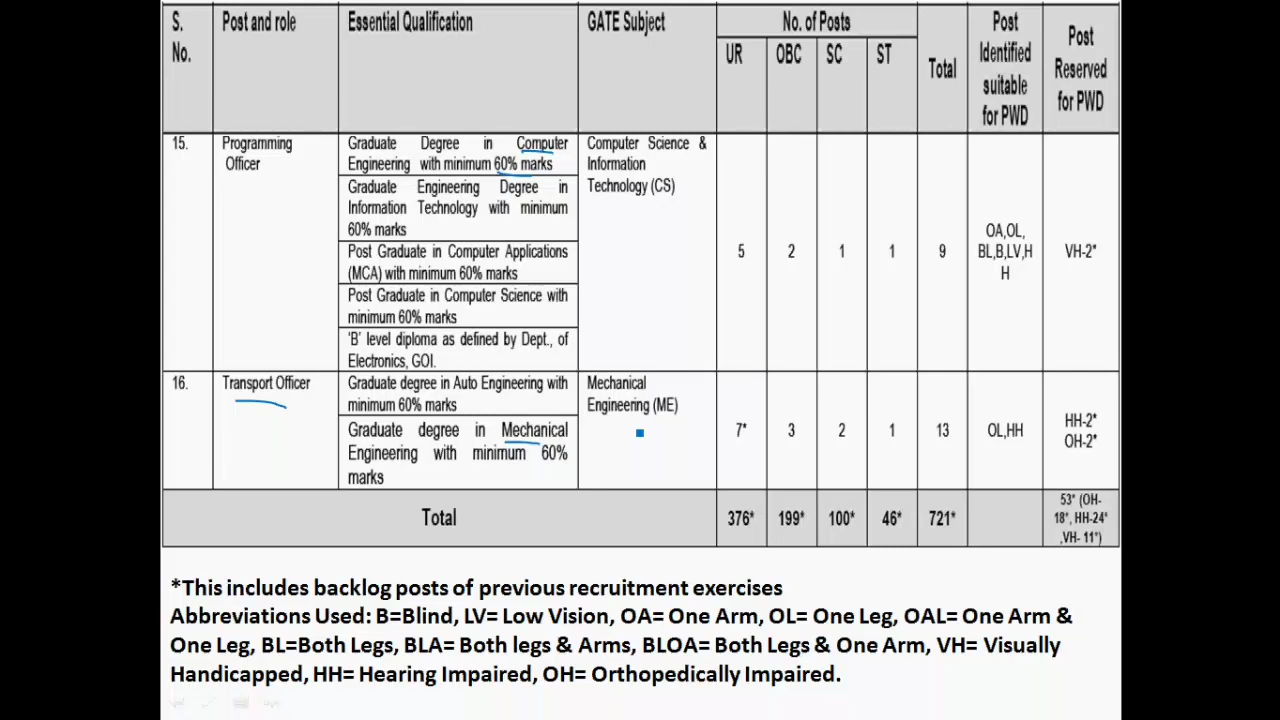 S. No.
Post and role
Essential Qualification
GATE Subject
No. of Posts
UR
OBC
SC
ST
Total
Post Identified suitable for PWD
Post Reserved for PWD
15.
Programming
Officer
Graduate Degree in Computer
Engineering with minimum 60% marks
Graduate Engineering Degree in
Information Technology with minimum
60% marks
Post Graduate in Computer Applications
(MCA) with minimum 60% marks
Post Graduate in Computer Science with
minimum 60% marks
'B' level diploma as defined by Dept., of
Electronics, GOI.
Computer Science &
Information
Technology (CS)
5
2
1
1
9
OA,OL,
BL,B,LV,H
H
VH-2*
16.
Transport Officer
Graduate degree in Auto Engineering with
minimum 60% marks
Graduate degree in Mechanical
Engineering with minimum 60%
marks
Mechanical
Engineering (ME)
7*
3
2
1
13
OL,HH
HH-2*
OH-2*
Total
376*
199*
100*
46*
721*
53* (OH-
18*, HH-24*
,VH- 11*)
*This includes backlog posts of previous recruitment exercises
Abbreviations Used: B=Blind, LV= Low Vision, OA= One Arm, OL= One Leg, OAL= One Arm &
One Leg, BL=Both Legs, BLA= Both legs & Arms, BLOA= Both Legs & One Arm, VH= Visually
Handicapped, HH= Hearing Impaired, OH= Orthopedically Impaired.